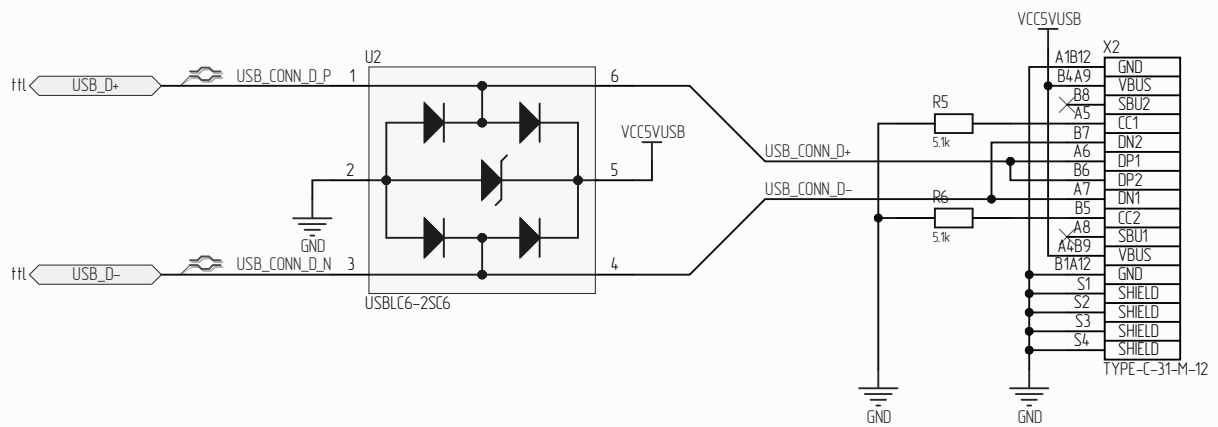 VCC5VUSB
U2
X2
ttl USB_D+ USB_CONN_D_P 1 6
A1B12 GND
B4A9 VBUS
B8 SBU2
R5 A5 CC1
5.1k
VCC5VUSB
B7 DN2
USB_CONN_D+ A6 DP1
2 5
B6 DP2
USB_CONN_D- A7 DN1
R6 B5 CC2
5.1k
GND
A8 SBU1
A4B9 VBUS
ttl USB_D- USB_CONN_D_N 3 4
B1A12 GND
S1 SHIELD
USBLC6-2SC6
S2 SHIELD
S3 SHIELD
S4 SHIELD
TYPE-C-31-M-12
GND GND